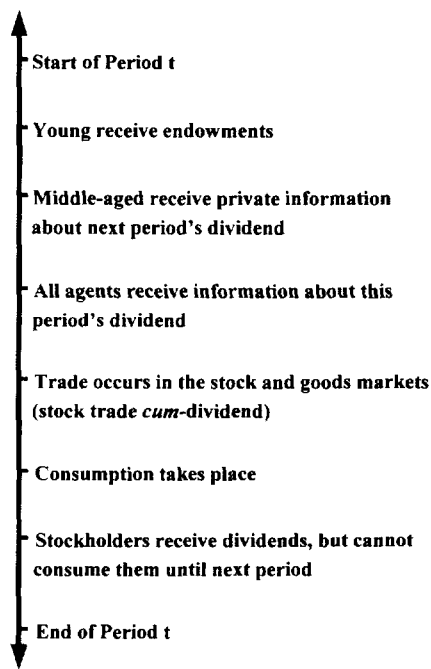 Start of Period t
Young receive endowments
Middle-aged receive private information
about next period's dividend
All agents receive information about this
period's dividend
Trade occurs in the stock and goods markets
(stock trade cum-dividend)
Consumption takes place
Stockholders receive dividends, but cannot
consume them until next period
End of Period t